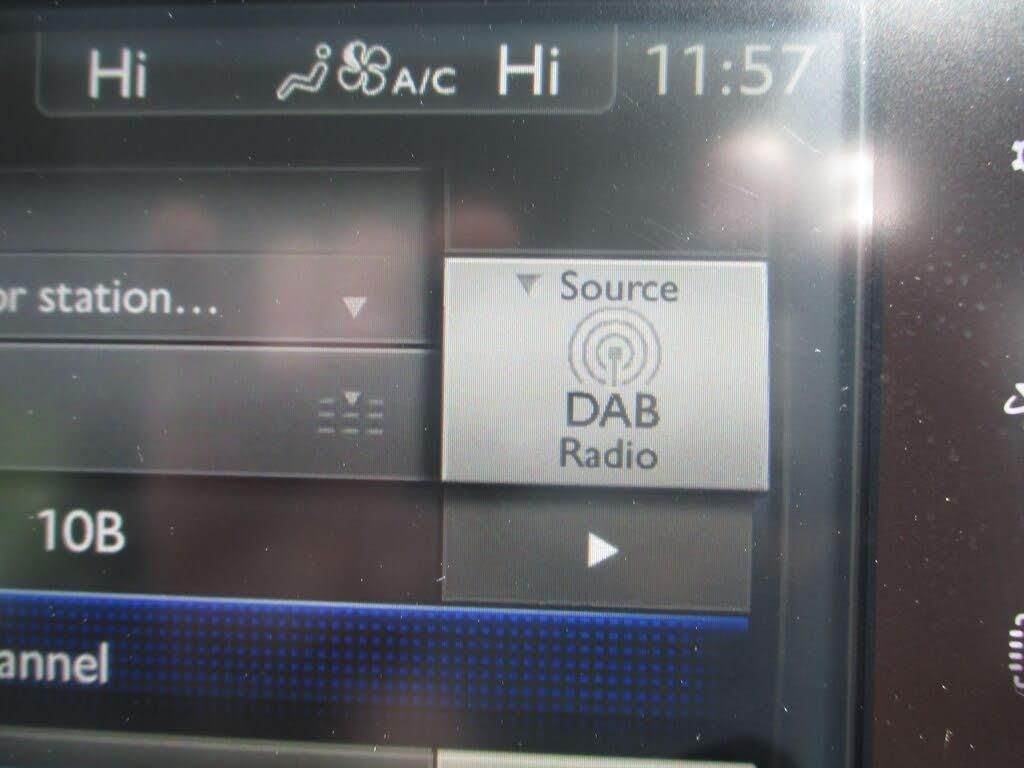 Hi A/C Hi 11:57
or station...
Source
DAB
Radio
10B
annel